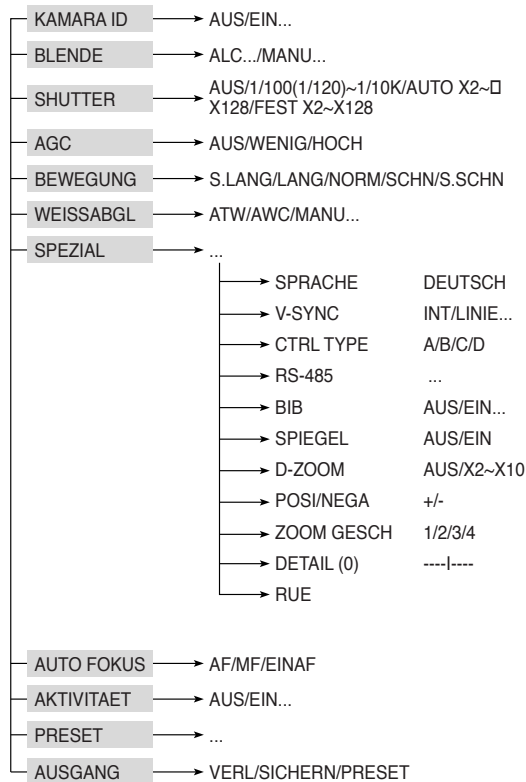 KAMARA ID AUS/EIN...
BLENDE ALC.../MANU...
SHUTTER AUS/1/100(1/120)~1/10K/AUTO X2~□
X128/FEST X2~X128
AGC AUS/WENIG/HOCH
BEWEGUNG S.LANG/LANG/NORM/SCHN/S.SCHN
WEISSABGL ATW/AWC/MANU...
SPEZIAL ...
SPRACHE DEUTSCH
V-SYNC INT/LINIE...
CTRL TYPE A/B/C/D
RS-485 ...
BIB AUS/EIN...
SPIEGEL AUS/EIN
D-ZOOM AUS/X2~X10
POSI/NEGA +/-
ZOOM GESCH 1/2/3/4
DETAIL (0) ----I----
RUE
AUTO FOKUS AF/MF/EINAF
AKTIVITAET AUS/EIN...
PRESET ...
AUSGANG VERL/SICHERN/PRESET